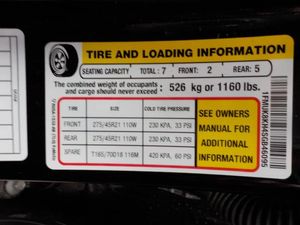 TIRE AND LOADING INFORMATION
SEATING CAPACITY TOTAL: 7 FRONT: 2 REAR: 5
The combined weight of occupants
and cargo should never exceed : 526 kg or 1160 lbs.
TIRE SIZE COLD TIRE PRESSURE
FRONT 275/45R21 110W 230 KPA, 33 PSI
REAR 275/45R21 110W 230 KPA, 33 PSI
SPARE T165/70D18 116M 420 KPA, 60 PSI
SEE OWNERS
MANUAL FOR
ADDITIONAL
INFORMATION